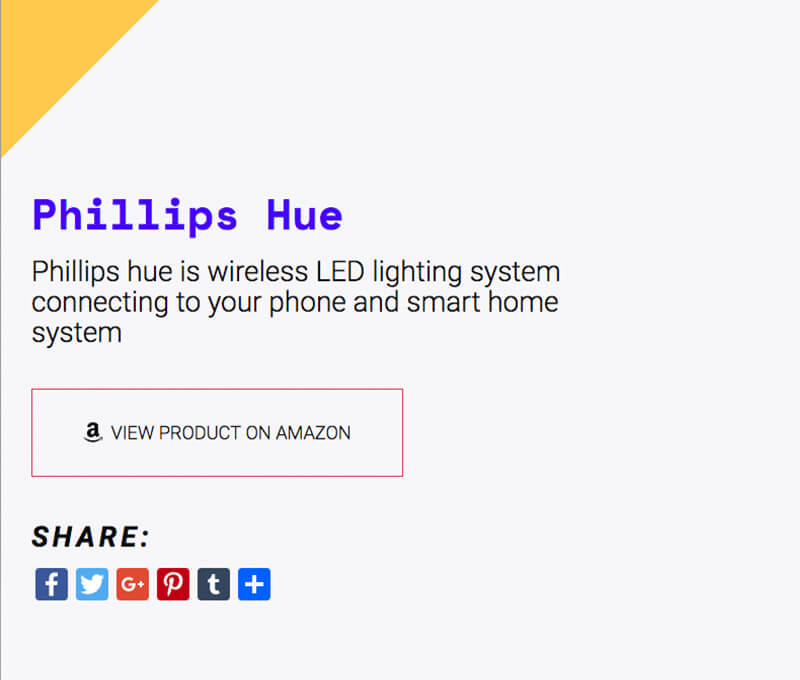 Phillips Hue
Phillips hue is wireless LED lighting system
connecting to your phone and smart home
system
VIEW PRODUCT ON AMAZON
SHARE: